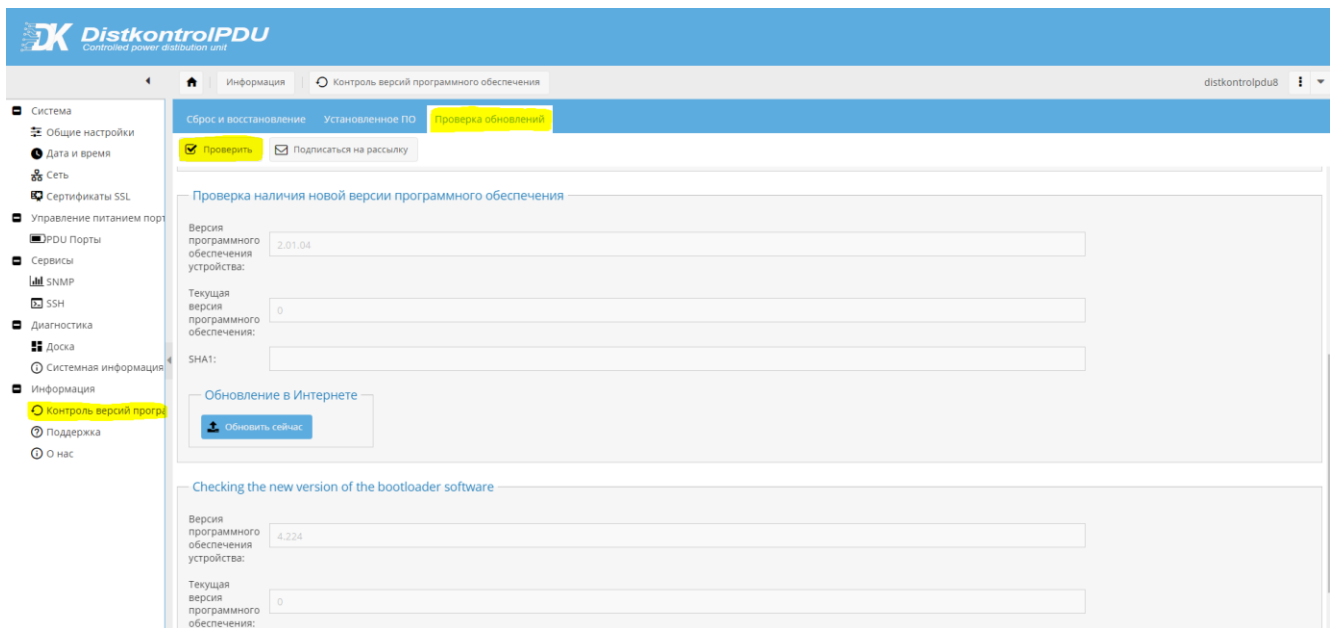 DistkontrolPDU
Controlled power distibution unit
Информация
Контроль версий программного обеспечения
distkontrolpdu8
Система
Общие настройки
Дата и время
Сеть
Сертификаты SSL
Управление питанием порт
PDU Порты
Сервисы
SNMP
SSH
Диагностика
Доска
Системная информация
Информация
Контроль версий програ
Поддержка
О нас
Сброс и восстановление
Установленное ПО
Проверка обновлений
Проверить
Подписаться на рассылку
Проверка наличия новой версии программного обеспечения
Версия
программного
обеспечения
устройства:
2.01.04
Текущая
версия
программного
обеспечения:
0
SHA1:
Обновление в Интернете
Обновить сейчас
Checking the new version of the bootloader software
Версия
программного
обеспечения
устройства:
4.224
Текущая
версия
программного
обеспечения:
0